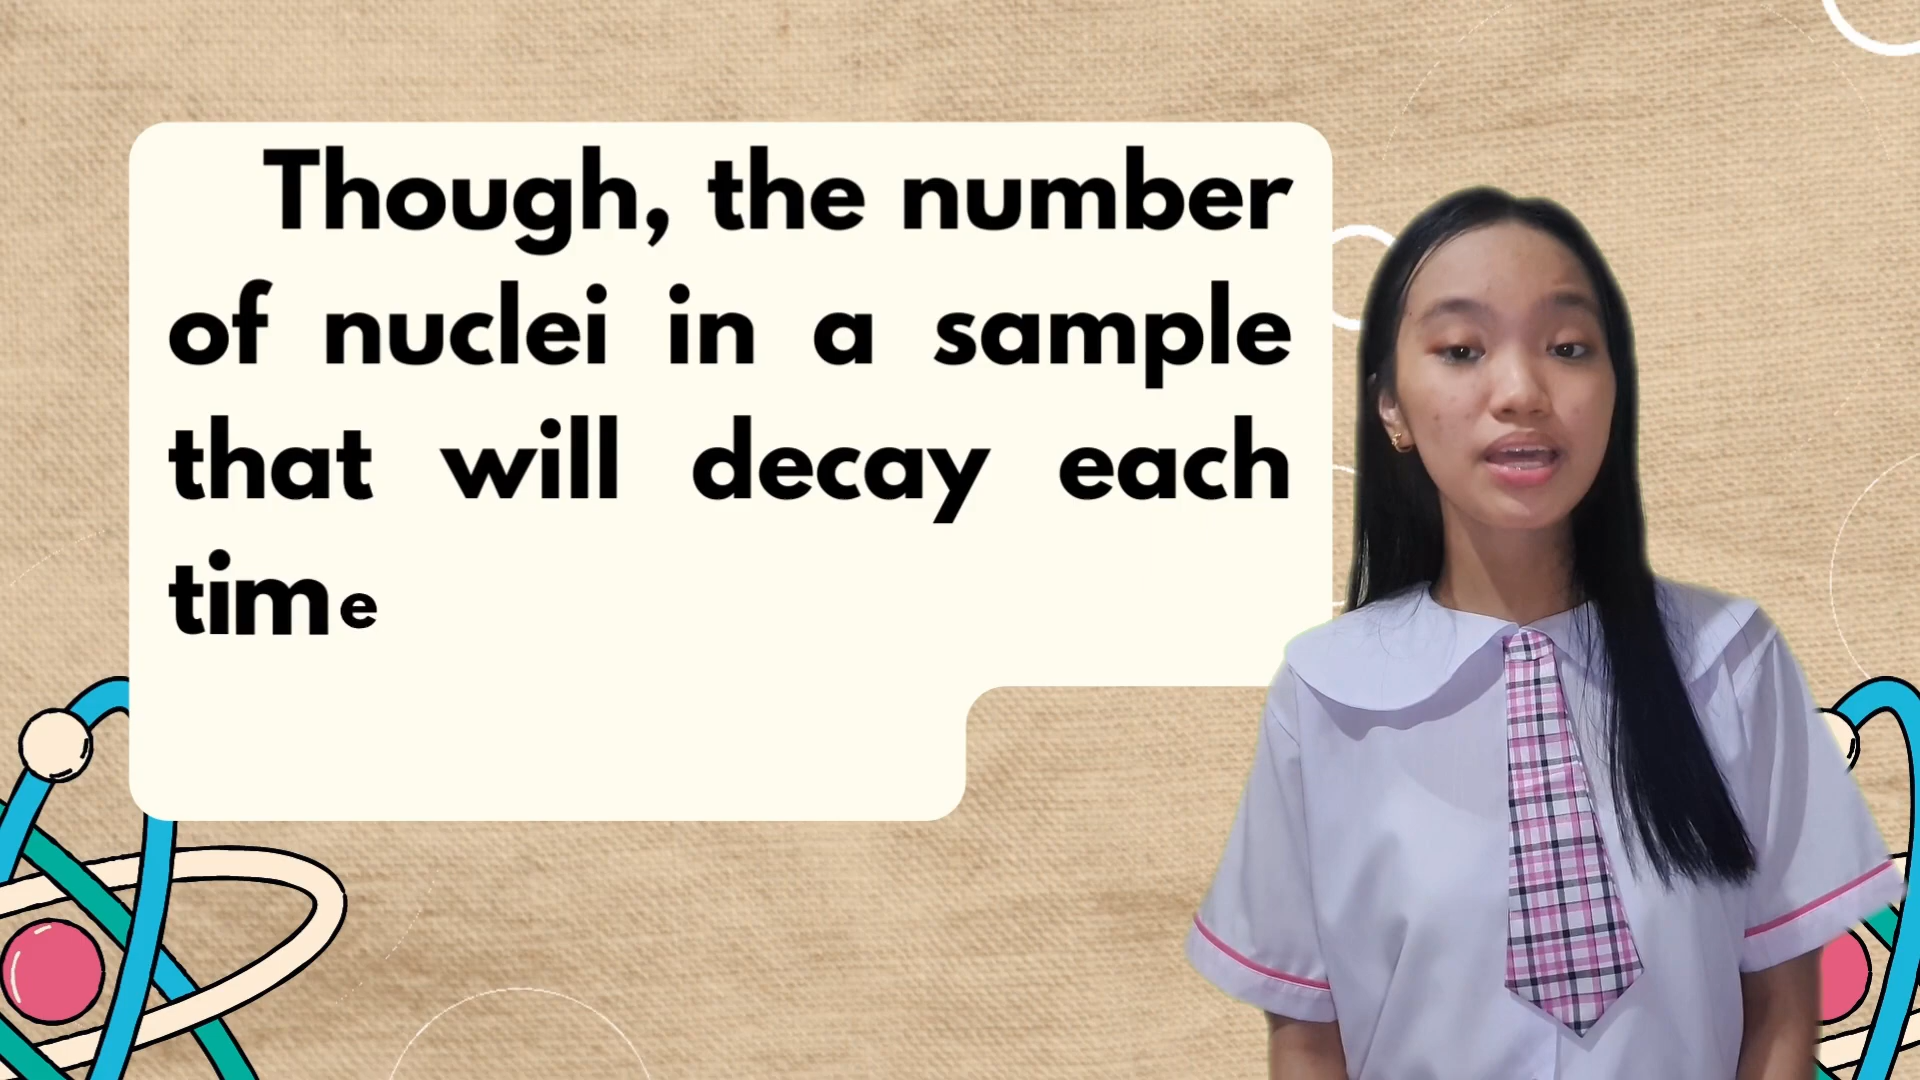 Though, the number
of nuclei in a sample
that will decay each
time